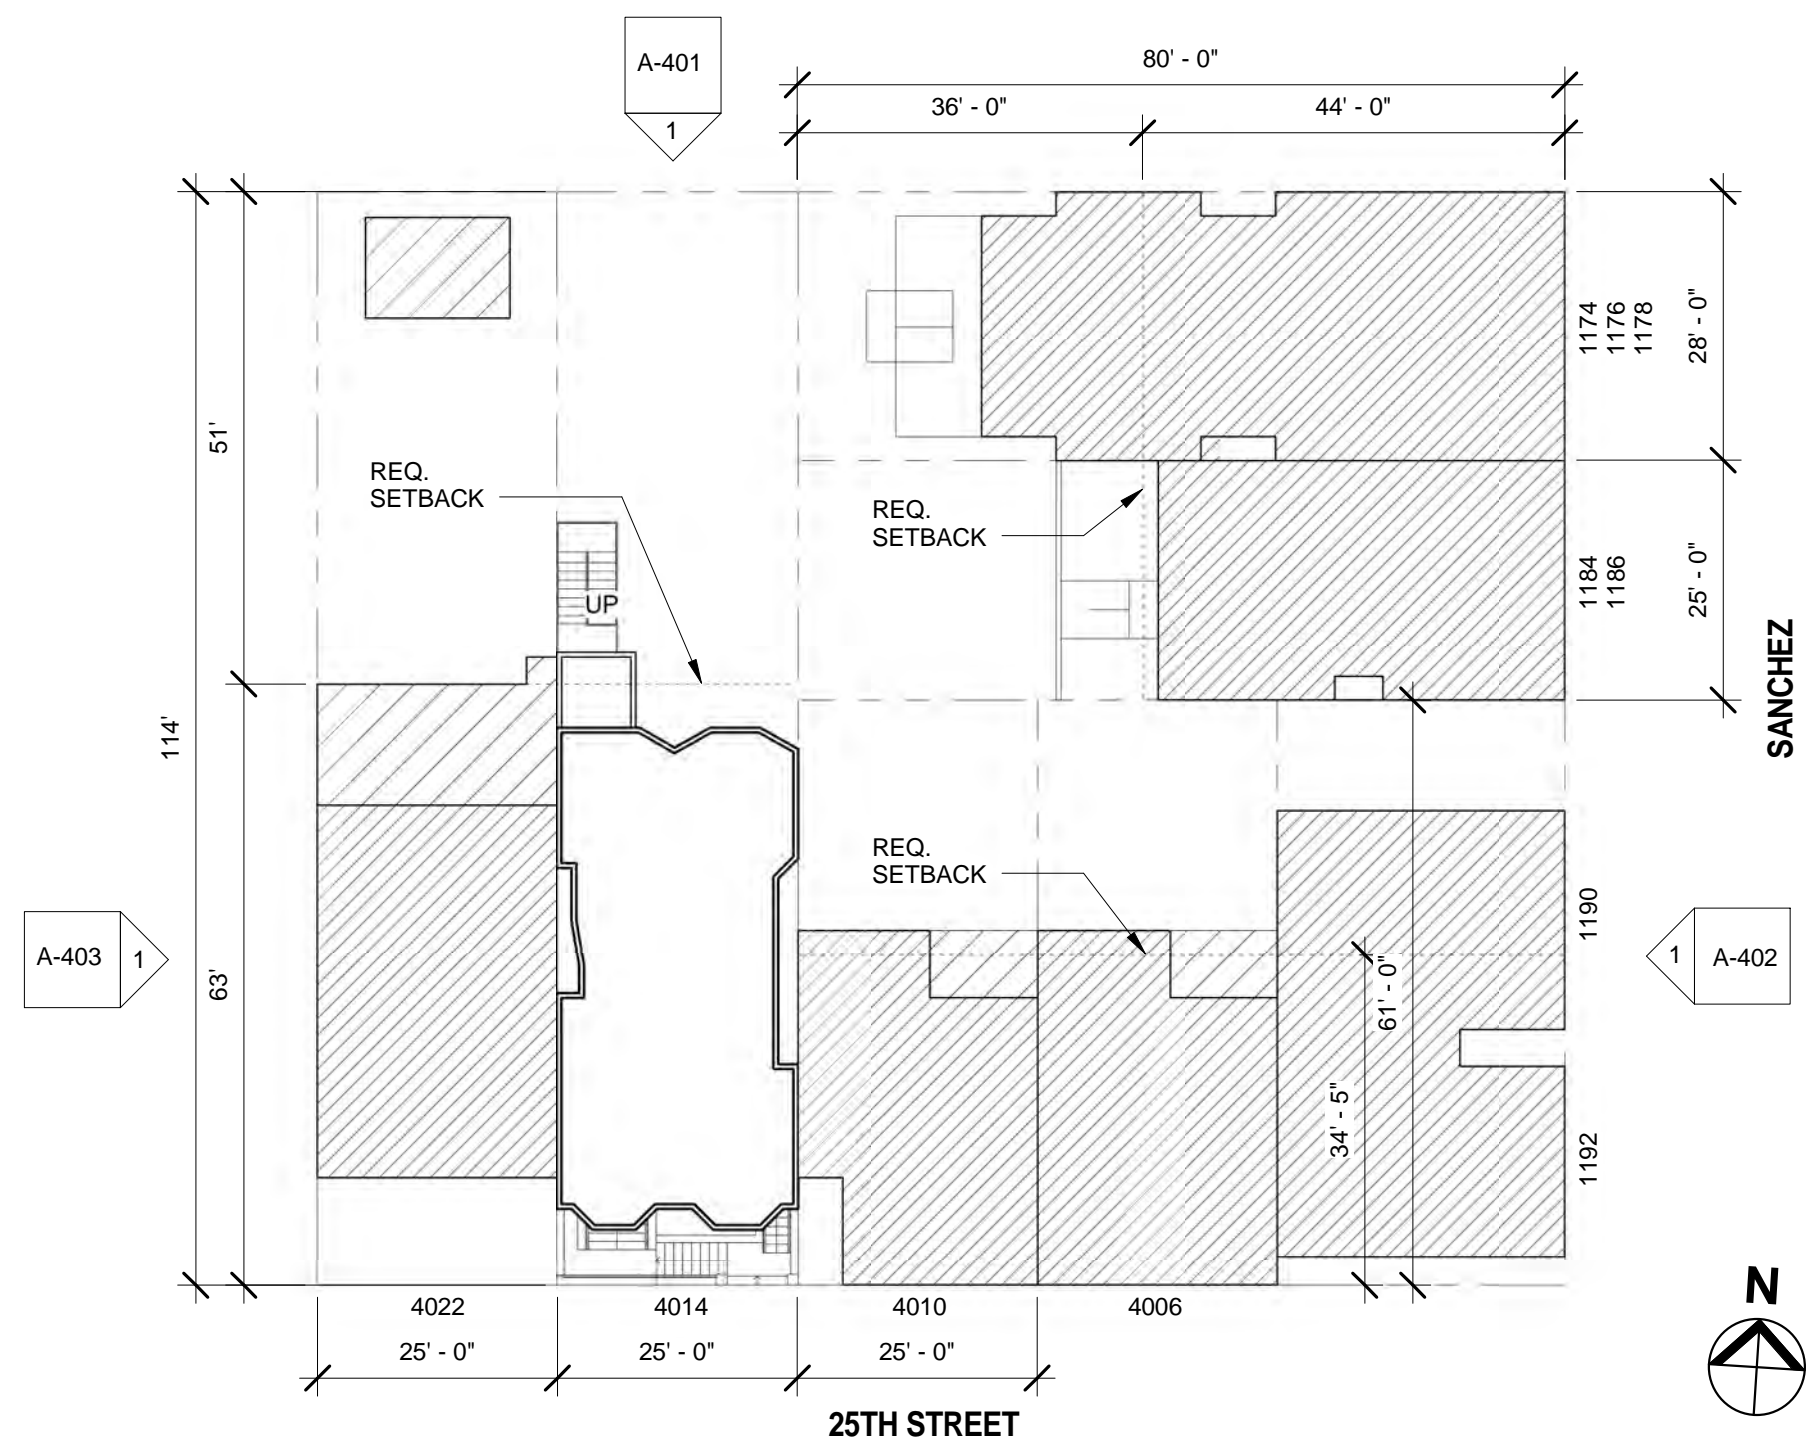 A-401
1
80' - 0"
36' - 0"
44' - 0"
1174
1176
1178
28' - 0"
51'
REQ.
SETBACK
REQ.
SETBACK
1184
1186
25' - 0"
UP
SANCHEZ
114'
REQ.
SETBACK
63'
A-403
1
1190
1
A-402
61' - 0"
34' - 5"
1192
N
4022
4014
4010
4006
25' - 0"
25' - 0"
25' - 0"
25TH STREET